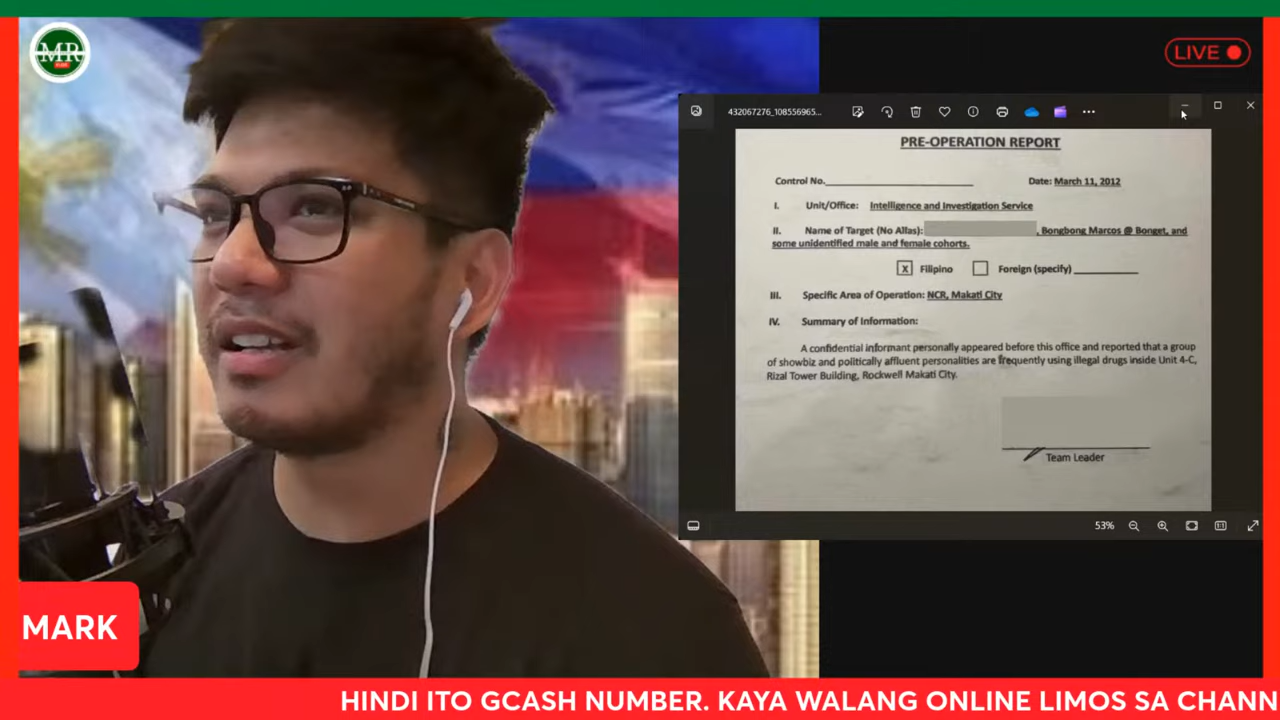 MR
LIVE
432067276_108556965...
PRE-OPERATION REPORT
Control No.
Date: March 11, 2012
I. Unit/Office: Intelligence and Investigation Service
II. Name of Target (No Allas): , Bongbong Marcos @ Bonget, and
some unidentified male and female cohorts.
X Filipino Foreign (specify)
III. Specific Area of Operation: NCR, Makati City
IV. Summary of Information:
A confidential informant personally appeared before this office and reported that a group
of showbiz and politically affluent personalities are frequently using illegal drugs inside Unit 4-C,
Rizal Tower Building, Rockwell Makati City.
Team Leader
53%
MARK
HINDI ITO GCASH NUMBER. KAYA WALANG ONLINE LIMOS SA CHANN